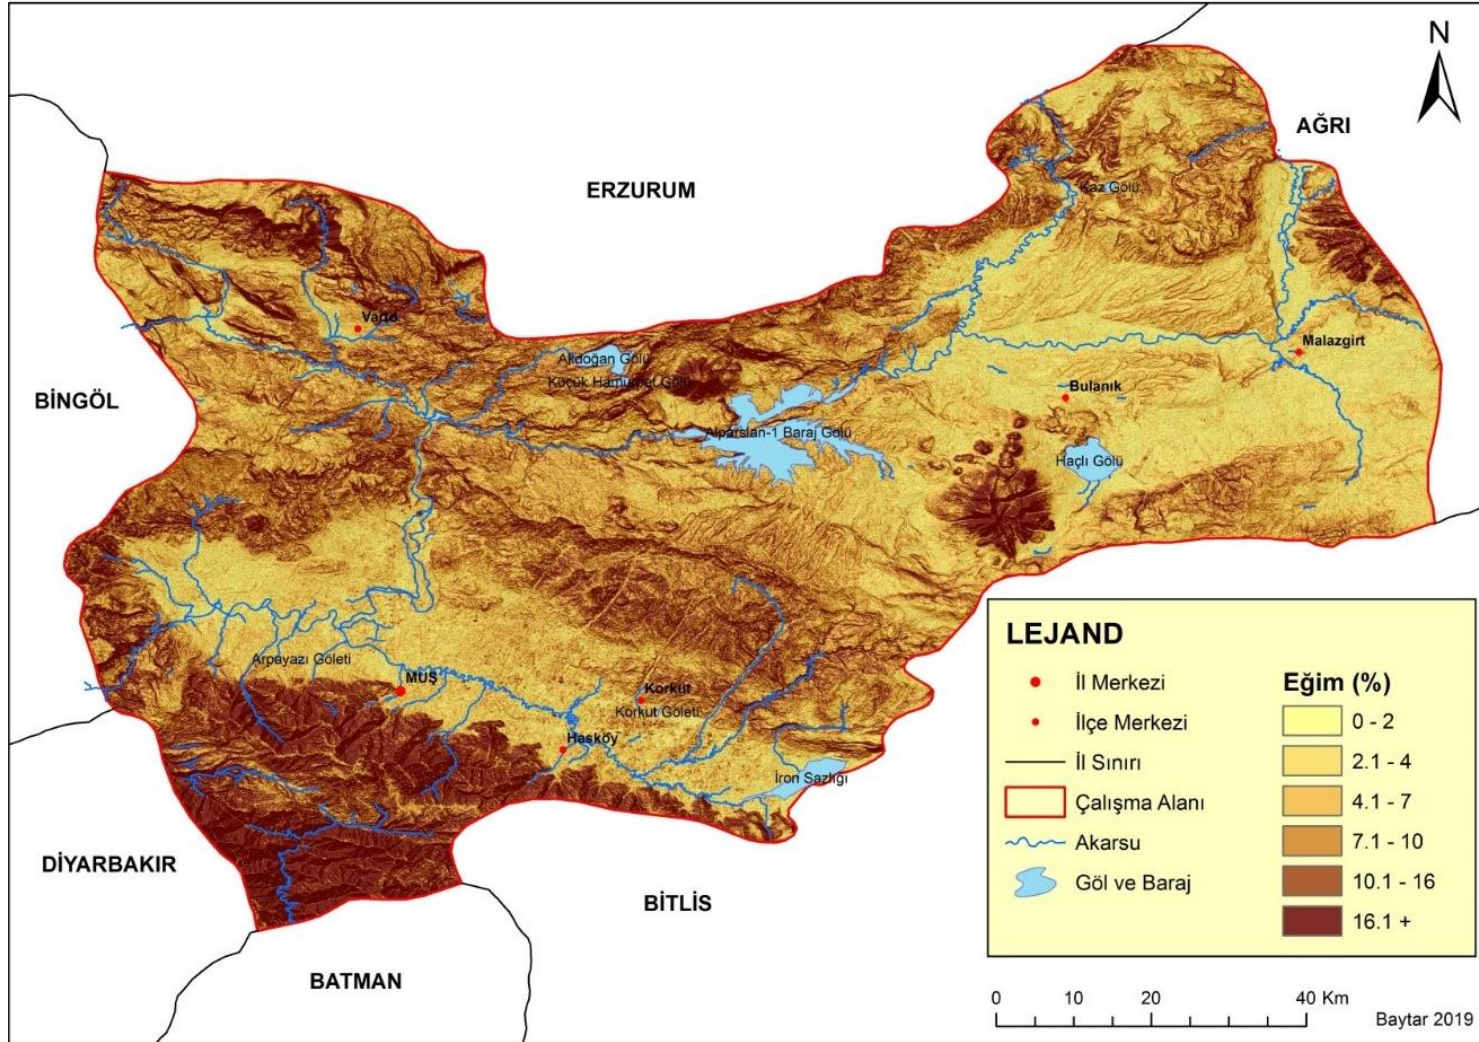 N
AĞRI
ERZURUM
Kaz Gölü
Varto
Malazgirt
Akdoğan Gölü
Küçük Hamurpet Gölü
Bulanık
BİNGÖL
Alparslan-1 Baraj Gölü
Haçlı Gölü
Arpayazı Göleti
MUŞ
Korkut
Korkut Göleti
Hasköy
İron Sazlığı
DİYARBAKIR
BİTLİS
BATMAN
LEJAND
İl Merkezi
İlçe Merkezi
İl Sınırı
Çalışma Alanı
Akarsu
Göl ve Baraj
Eğim (%)
0 - 2
2.1 - 4
4.1 - 7
7.1 - 10
10.1 - 16
16.1 +
0 10 20 40 Km
Baytar 2019